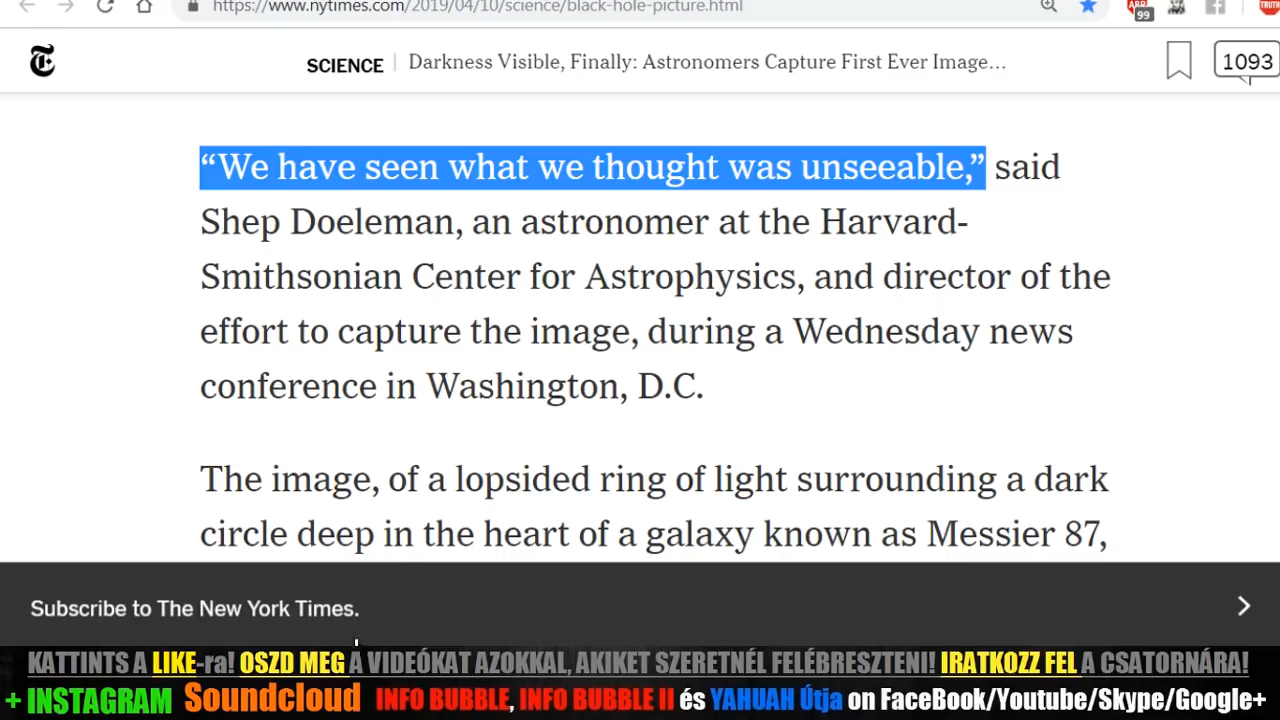 https://www.nytimes.com/2019/04/10/science/black-hole-picture.html
ABP
99
TRUTH
SCIENCE
Darkness Visible, Finally: Astronomers Capture First Ever Image…
1093
“We have seen what we thought was unseeable,” said
Shep Doeleman, an astronomer at the Harvard-
Smithsonian Center for Astrophysics, and director of the
effort to capture the image, during a Wednesday news
conference in Washington, D.C.
The image, of a lopsided ring of light surrounding a dark
circle deep in the heart of a galaxy known as Messier 87,
Subscribe to The New York Times.
KATTINTS A LIKE-ra! OSZD MEG A VIDEÓKAT AZOKKAL, AKIKET SZERETNÉL FELÉBRESZTENI! IRATKOZZ FEL A CSATORNÁRA!
+ INSTAGRAM Soundcloud INFO BUBBLE, INFO BUBBLE II és YAHUAH Útja on FaceBook/Youtube/Skype/Google+